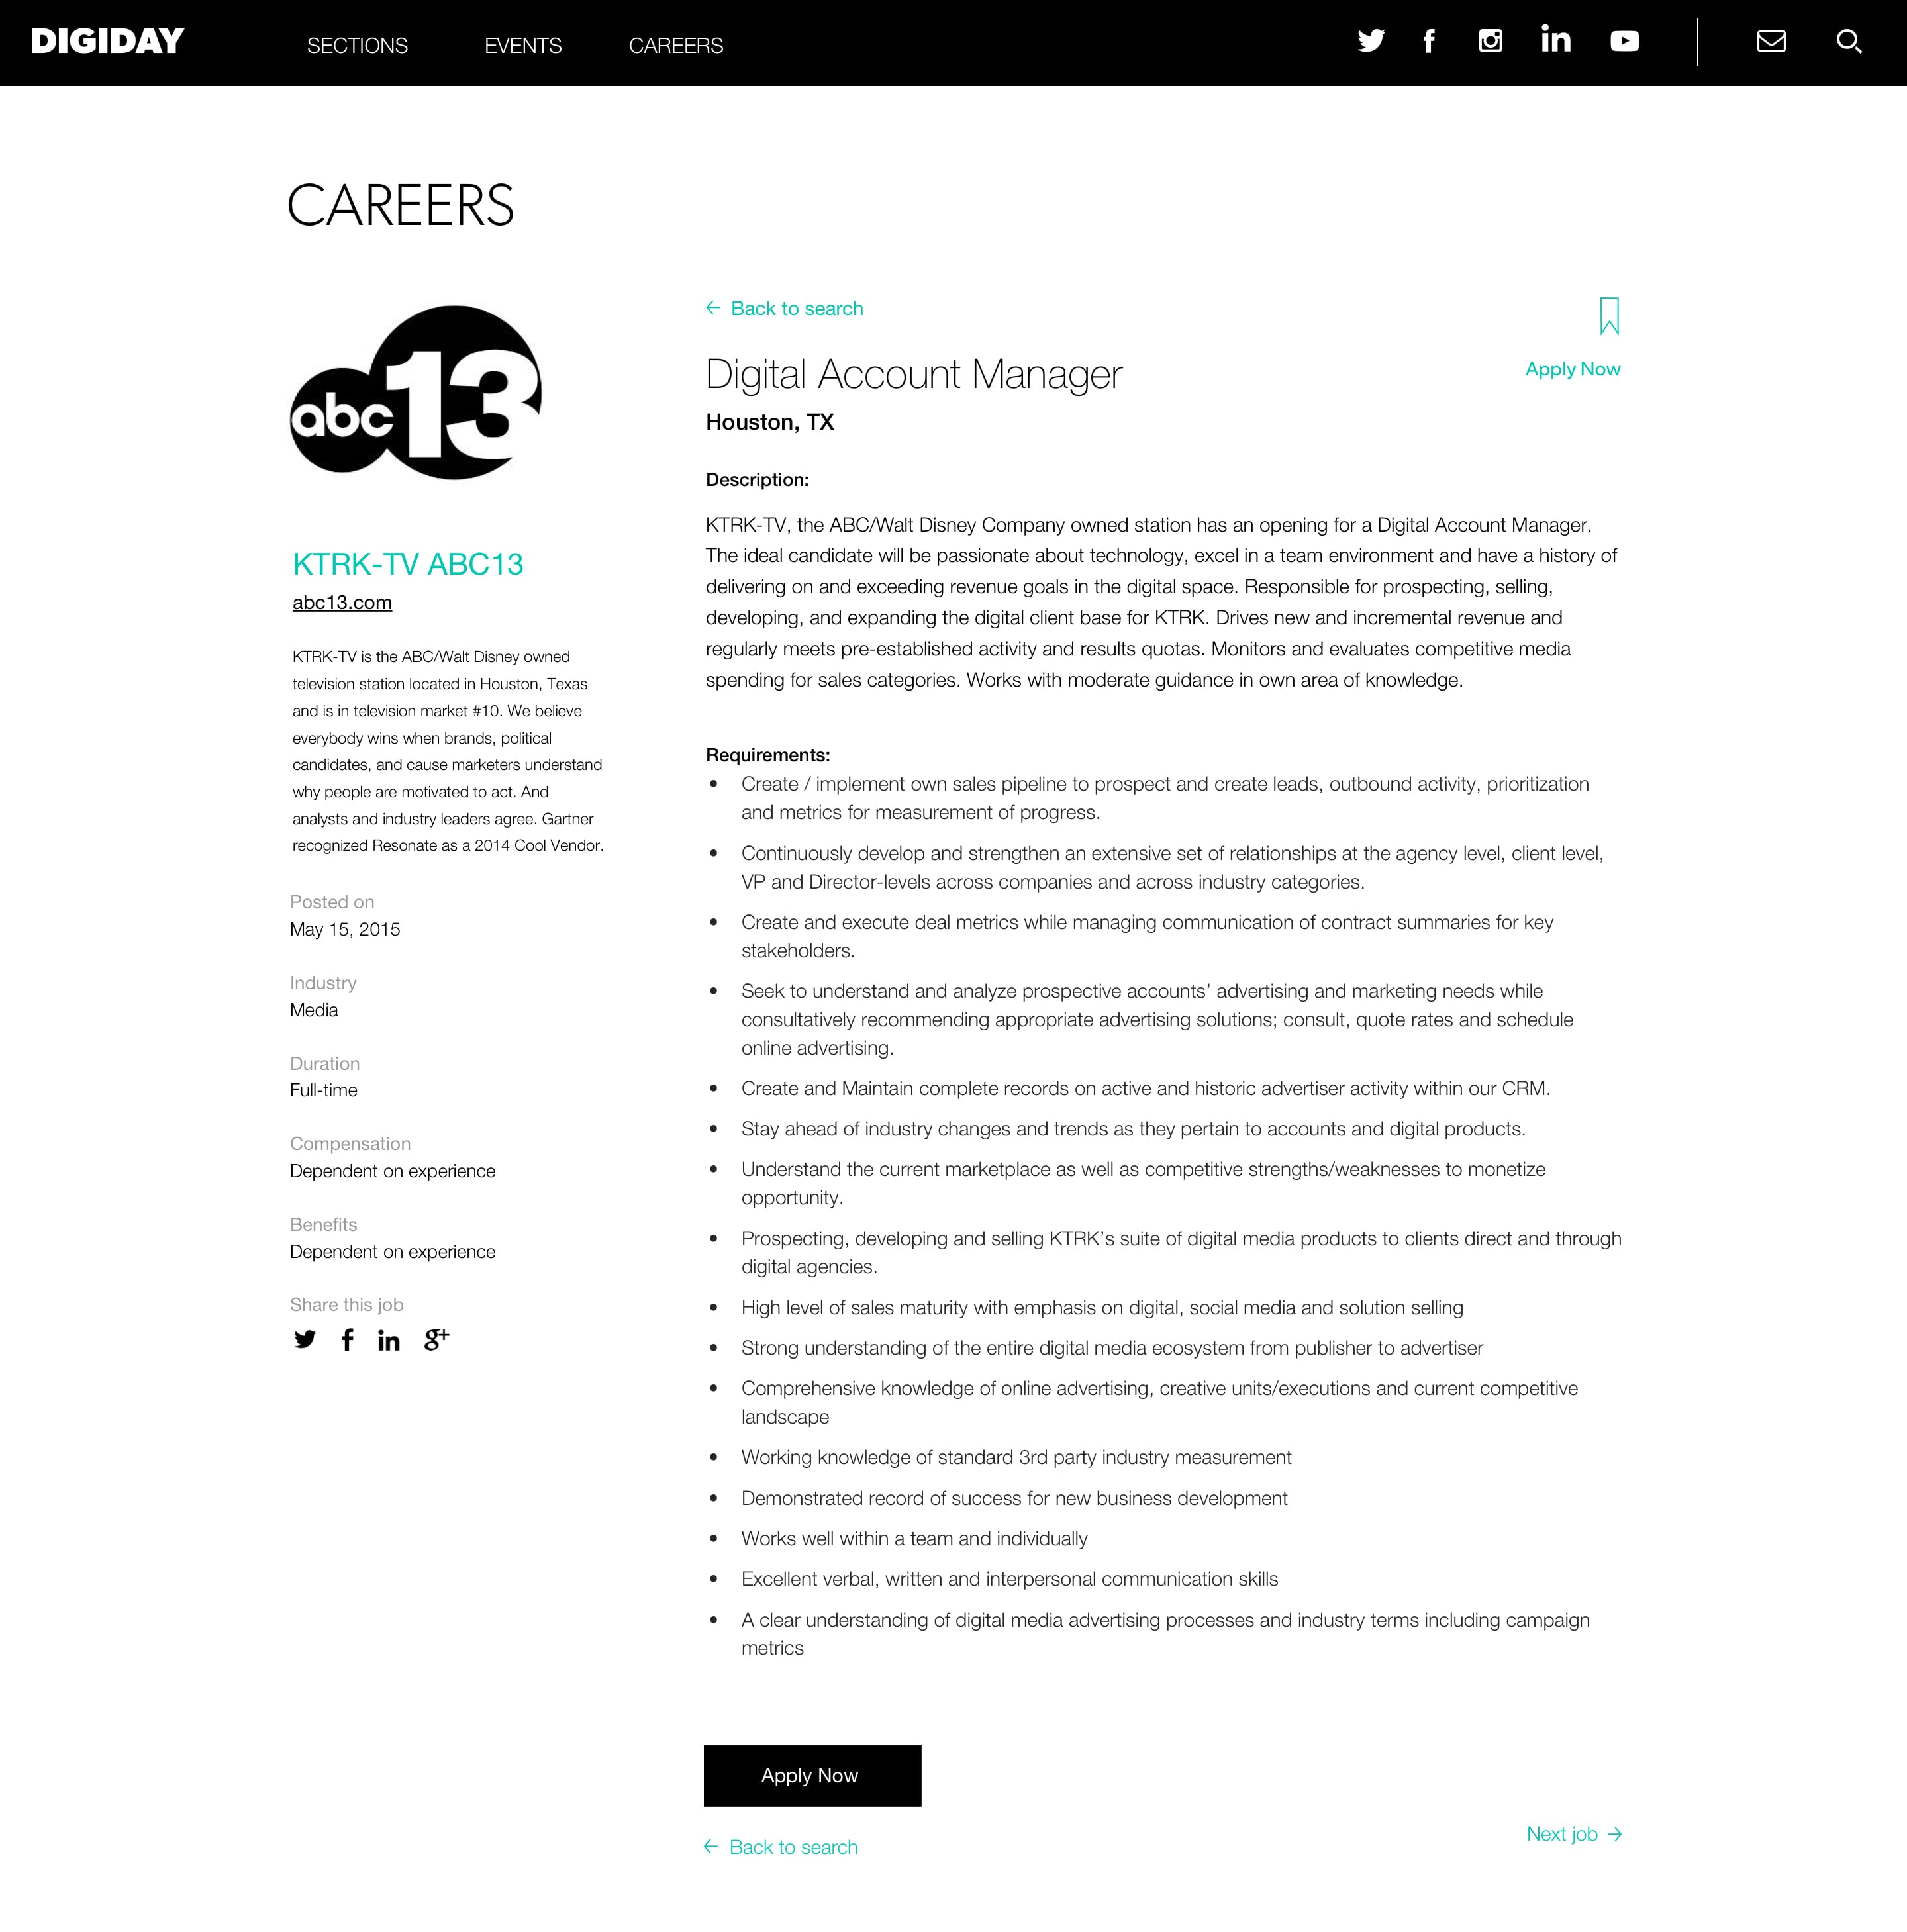 DIGIDAY
SECTIONS
EVENTS
CAREERS
CAREERS
abc13
KTRK-TV ABC13
abc13.com
KTRK-TV is the ABC/Walt Disney owned
television station located in Houston, Texas
and is in television market #10. We believe
everybody wins when brands, political
candidates, and cause marketers understand
why people are motivated to act. And
analysts and industry leaders agree. Gartner
recognized Resonate as a 2014 Cool Vendor.
Posted on
May 15, 2015
Industry
Media
Duration
Full-time
Compensation
Dependent on experience
Benefits
Dependent on experience
Share this job
← Back to search
Digital Account Manager
Apply Now
Houston, TX
Description:
KTRK-TV, the ABC/Walt Disney Company owned station has an opening for a Digital Account Manager.
The ideal candidate will be passionate about technology, excel in a team environment and have a history of
delivering on and exceeding revenue goals in the digital space. Responsible for prospecting, selling,
developing, and expanding the digital client base for KTRK. Drives new and incremental revenue and
regularly meets pre-established activity and results quotas. Monitors and evaluates competitive media
spending for sales categories. Works with moderate guidance in own area of knowledge.
Requirements:
• Create / implement own sales pipeline to prospect and create leads, outbound activity, prioritization
and metrics for measurement of progress.
• Continuously develop and strengthen an extensive set of relationships at the agency level, client level,
VP and Director-levels across companies and across industry categories.
• Create and execute deal metrics while managing communication of contract summaries for key
stakeholders.
• Seek to understand and analyze prospective accounts’ advertising and marketing needs while
consultatively recommending appropriate advertising solutions; consult, quote rates and schedule
online advertising.
• Create and Maintain complete records on active and historic advertiser activity within our CRM.
• Stay ahead of industry changes and trends as they pertain to accounts and digital products.
• Understand the current marketplace as well as competitive strengths/weaknesses to monetize
opportunity.
• Prospecting, developing and selling KTRK’s suite of digital media products to clients direct and through
digital agencies.
• High level of sales maturity with emphasis on digital, social media and solution selling
• Strong understanding of the entire digital media ecosystem from publisher to advertiser
• Comprehensive knowledge of online advertising, creative units/executions and current competitive
landscape
• Working knowledge of standard 3rd party industry measurement
• Demonstrated record of success for new business development
• Works well within a team and individually
• Excellent verbal, written and interpersonal communication skills
• A clear understanding of digital media advertising processes and industry terms including campaign
metrics
Apply Now
← Back to search
Next job →